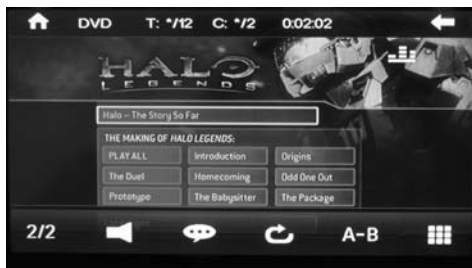 DVD T: */12 C: */2 0:02:02
HALO
LEGENDS
Halo – The Story So Far
THE MAKING OF HALO LEGENDS:
PLAY ALL Introduction Origins
The Duel Homecoming Odd One Out
Prototype The Babysitter The Package
2/2 A-B